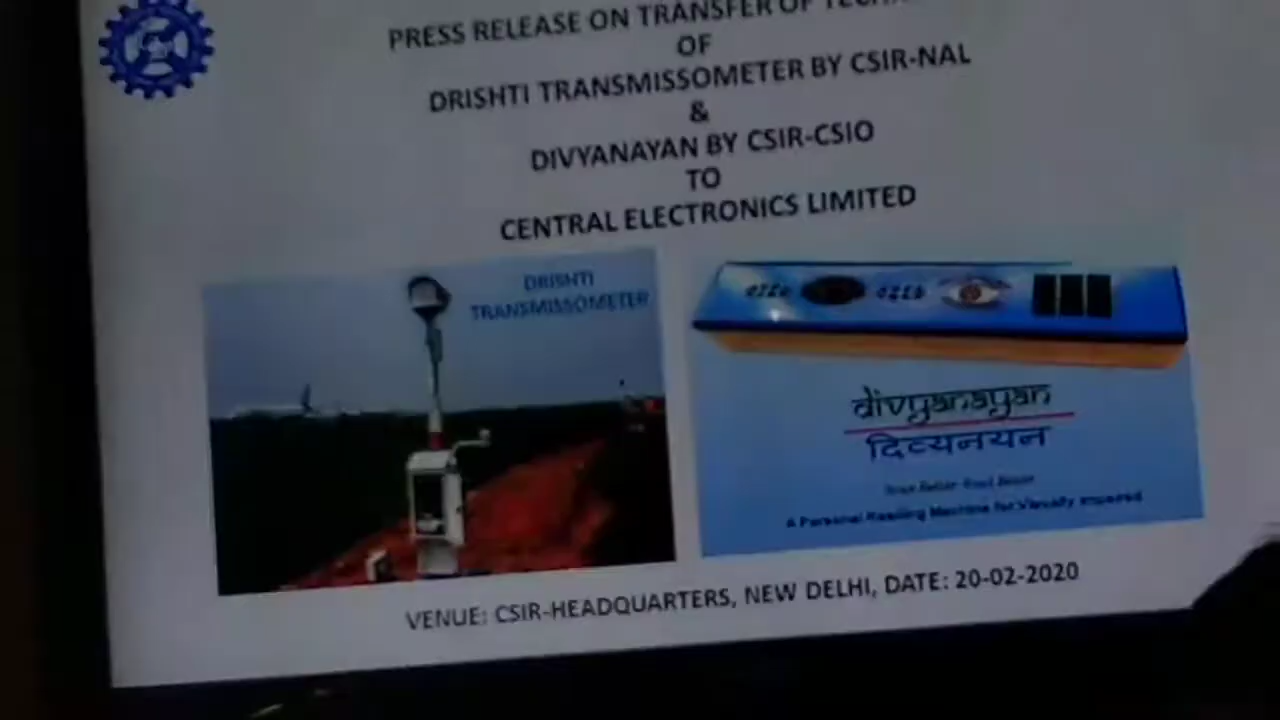 PRESS RELEASE ON TRANSFER OF
OF
DRISHTI TRANSMISSOMETER BY CSIR-NAL
&
DIVYANAYAN BY CSIR-CSIO
TO
CENTRAL ELECTRONICS LIMITED
DRISHTI
TRANSMISSOMETER
divyanayan
दिव्यनयन
A Personal Reading Machine for Visually Impaired
VENUE: CSIR-HEADQUARTERS, NEW DELHI, DATE: 20-02-2020